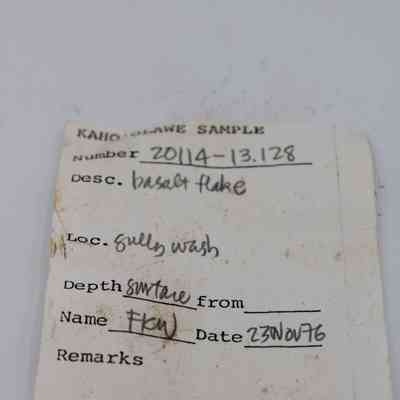 KAHO'OLAWE SAMPLE
Number 20114-13.128
Desc. basalt flake
Loc. gully wash
Depth surface from
Name FKW Date 23Nov76
Remarks